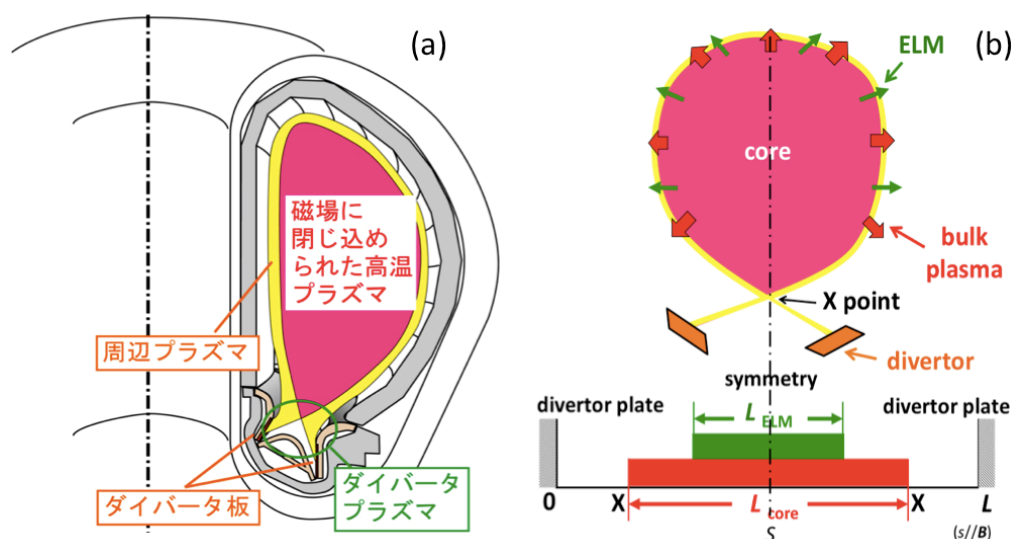 (a)
磁場に
閉じ込め
られた高温
プラズマ
周辺プラズマ
ダイバータ板
ダイバータ
プラズマ
(b)
ELM
core
bulk
plasma
X point
divertor
symmetry
divertor plate
divertor plate
L ELM
0
X
L core
X
L
S
(s//B)